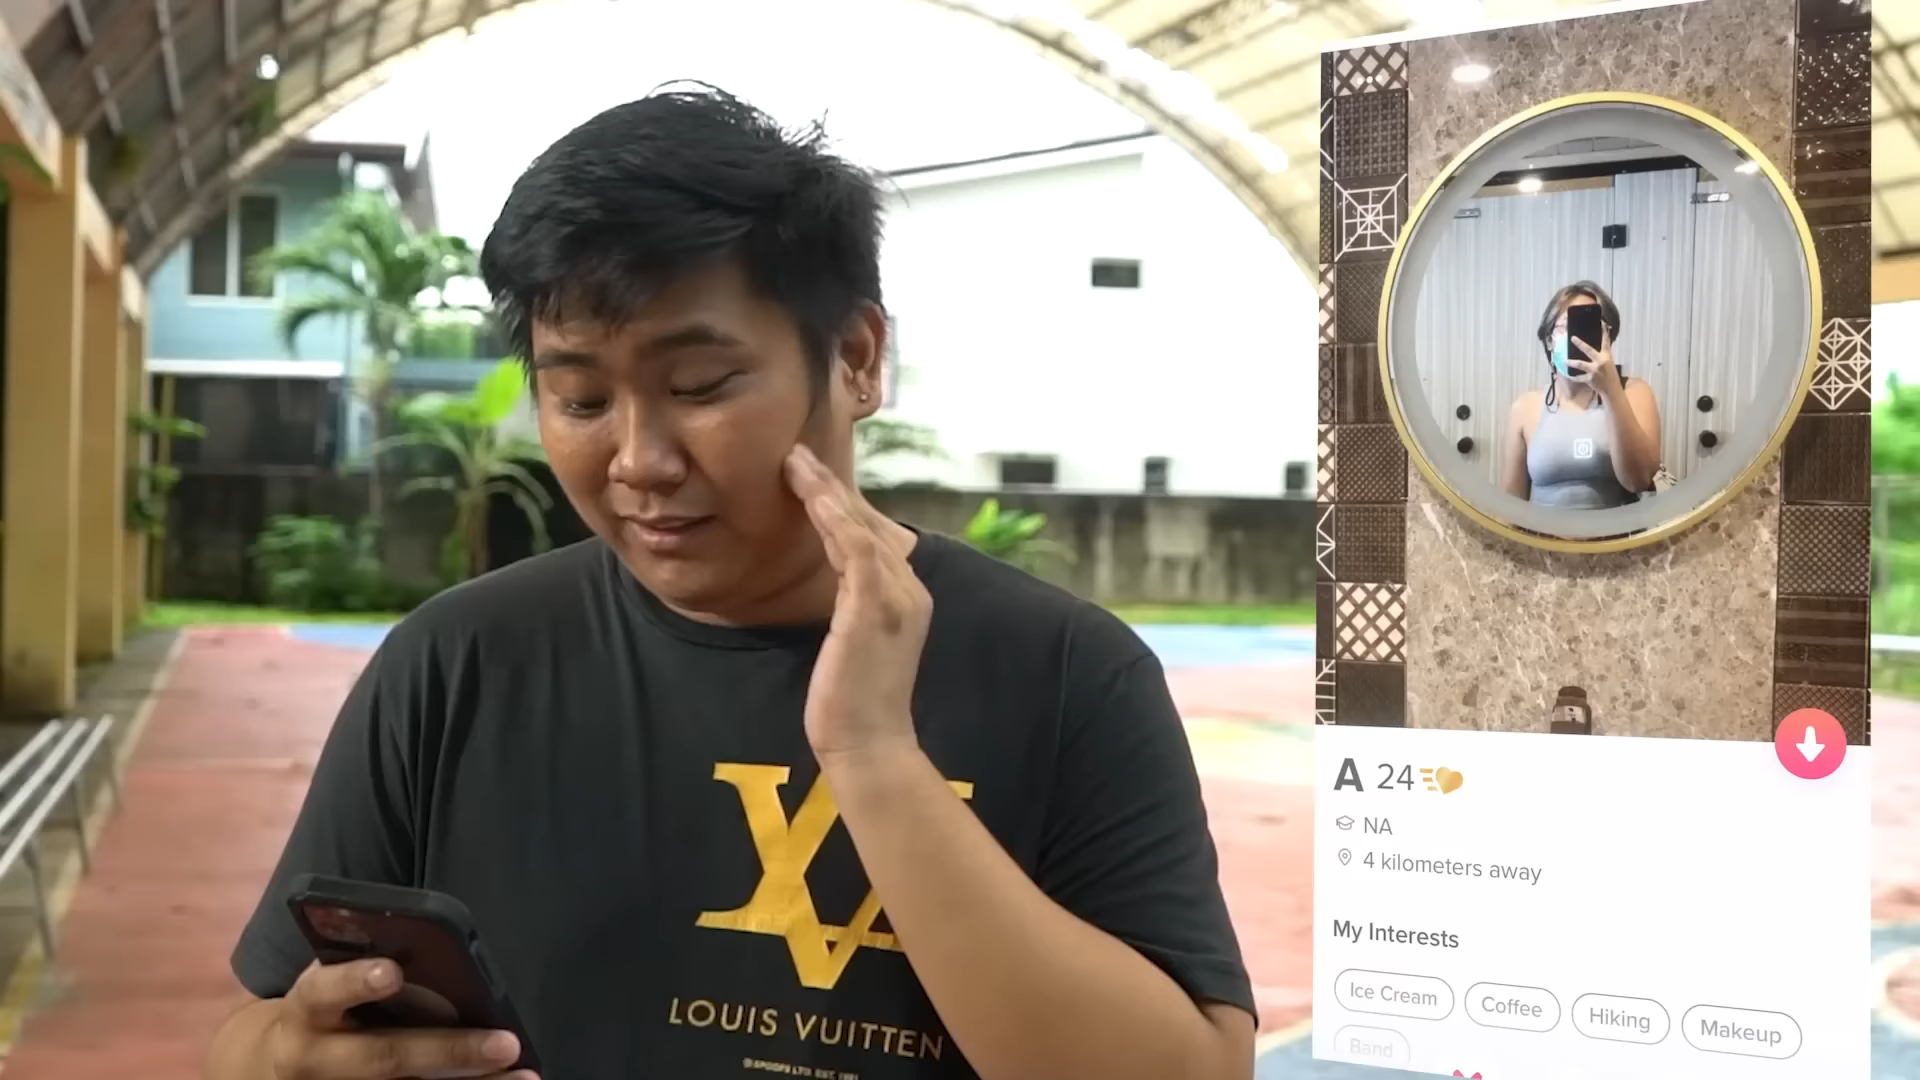 LOUIS VUITTEN
A 24
NA
4 kilometers away
My Interests
Ice Cream
Coffee
Hiking
Makeup
Band